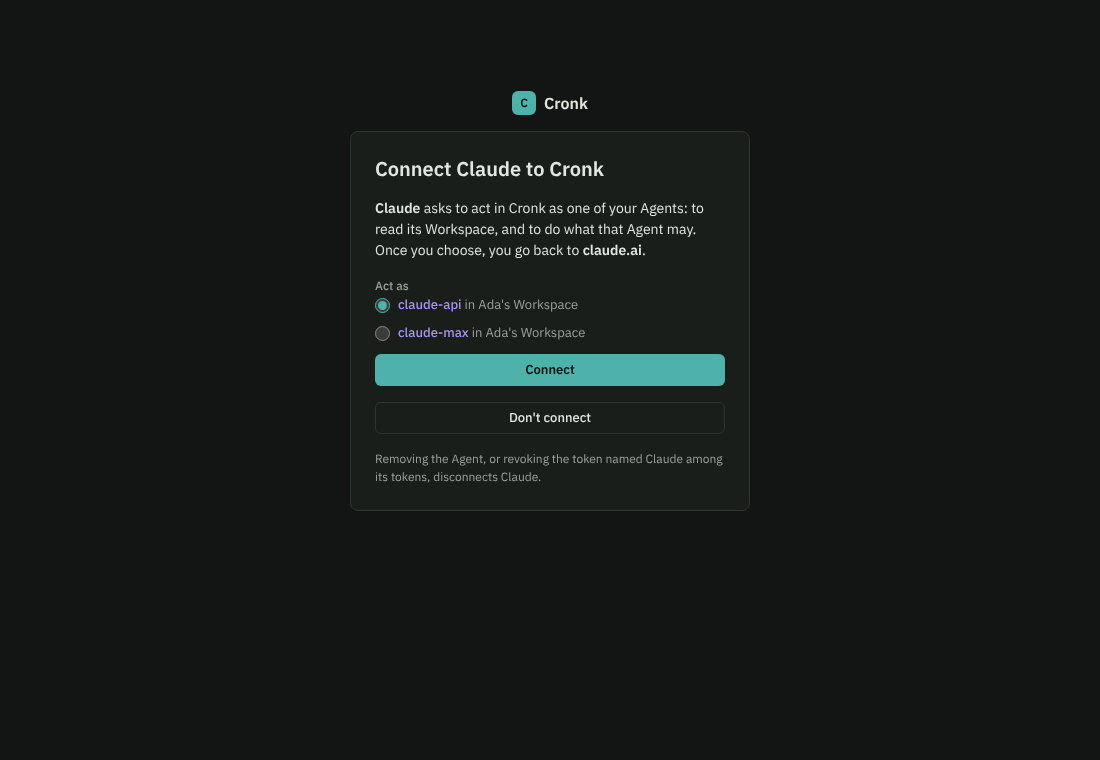 C Cronk
Connect Claude to Cronk
Claude asks to act in Cronk as one of your Agents: to
read its Workspace, and to do what that Agent may.
Once you choose, you go back to claude.ai.
Act as
claude-api in Ada's Workspace
claude-max in Ada's Workspace
Connect
Don't connect
Removing the Agent, or revoking the token named Claude among
its tokens, disconnects Claude.